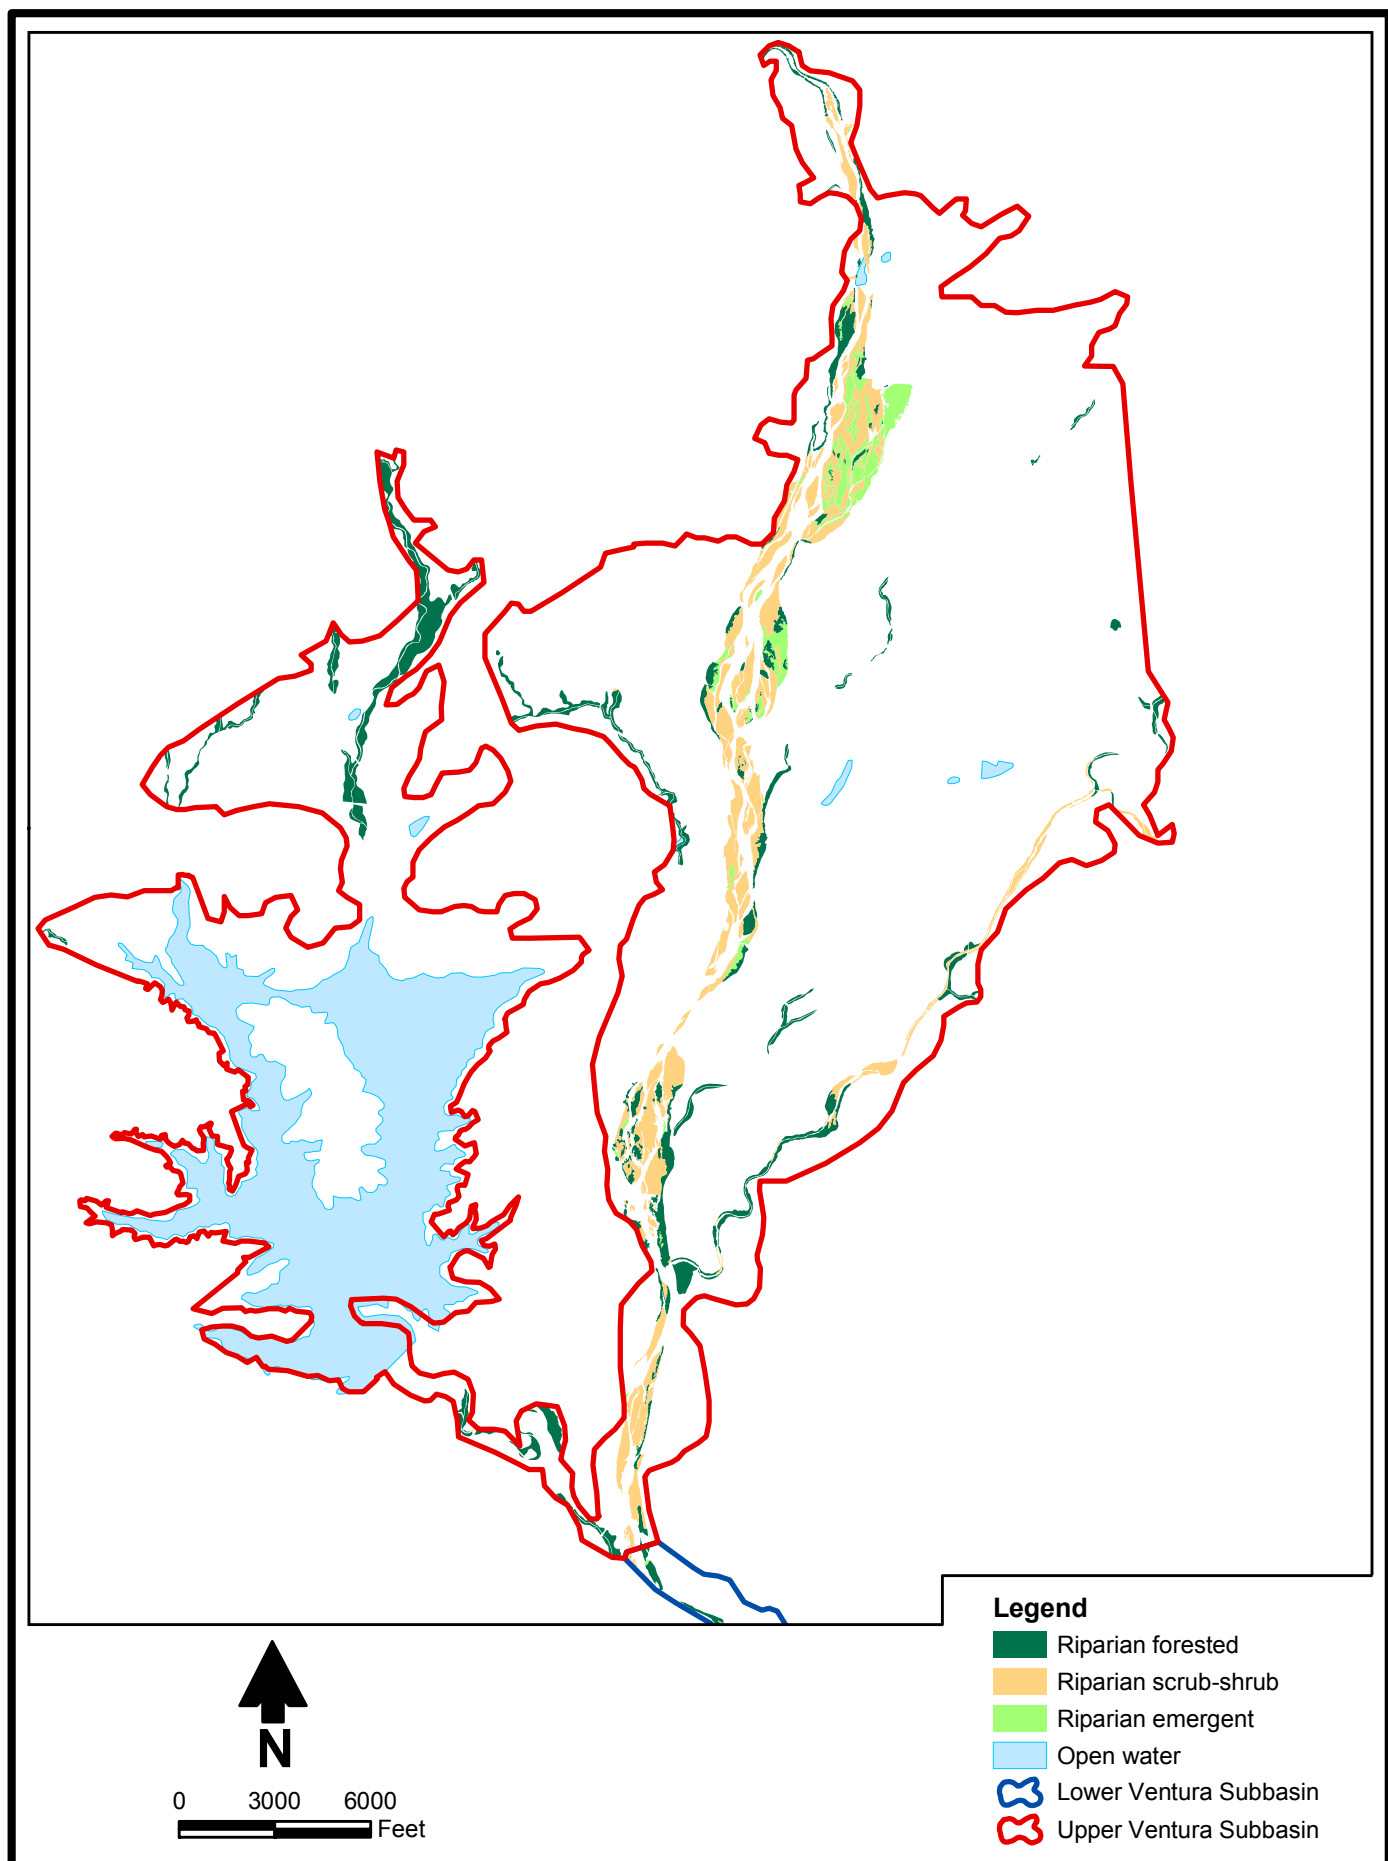 Legend
Riparian forested
Riparian scrub-shrub
Riparian emergent
Open water
Lower Ventura Subbasin
Upper Ventura Subbasin
N
0 3000 6000
Feet